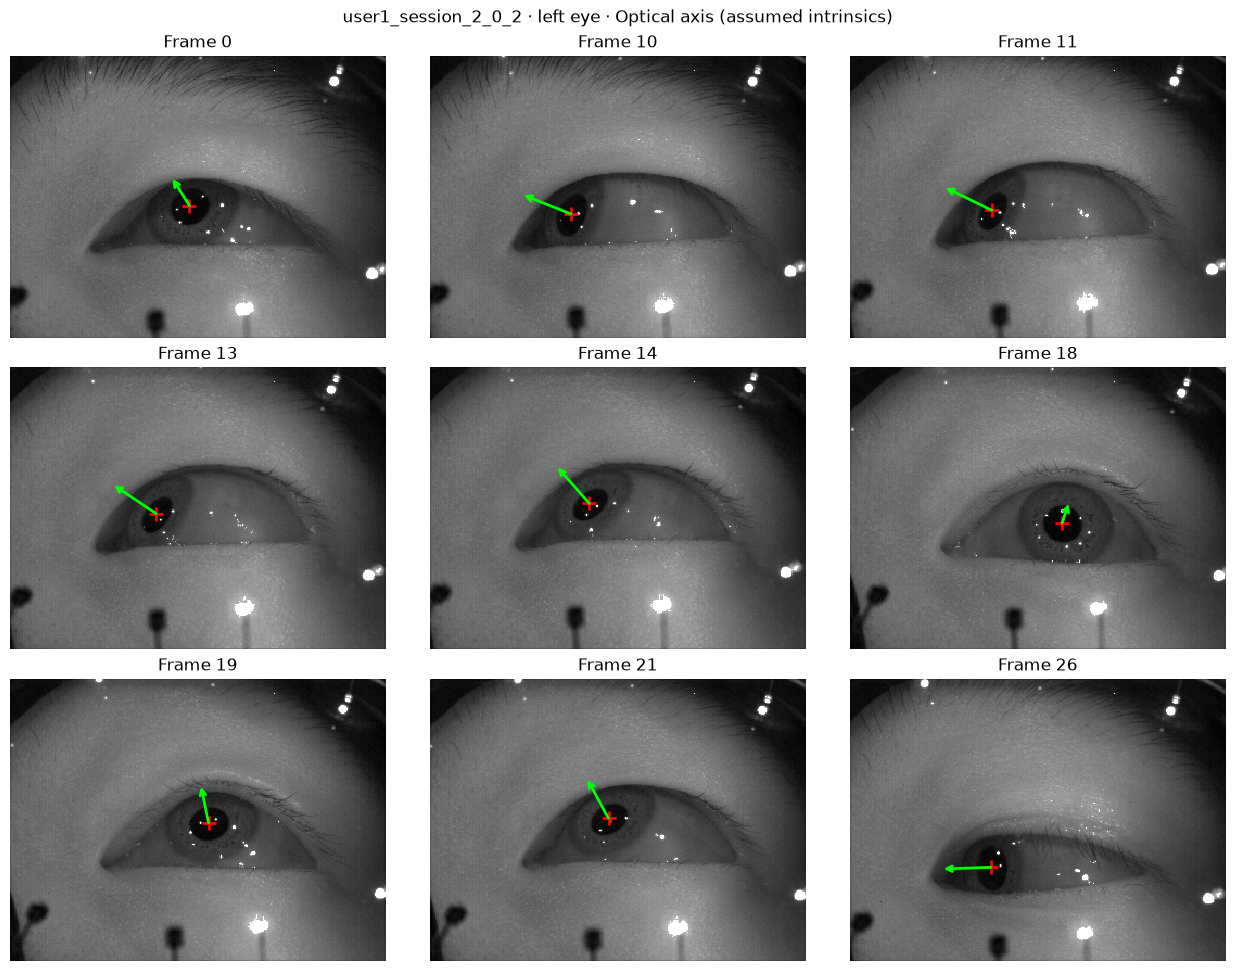 user1_session_2_0_2 · left eye · Optical axis (assumed intrinsics)
Frame 0
Frame 10
Frame 11
Frame 13
Frame 14
Frame 18
Frame 19
Frame 21
Frame 26